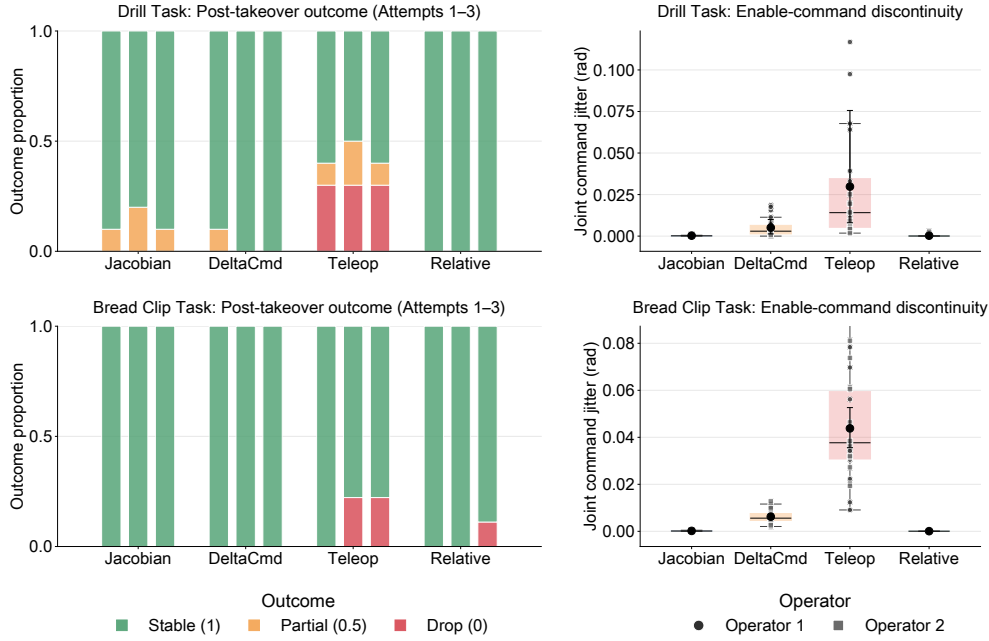 Drill Task: Post-takeover outcome (Attempts 1–3)
Outcome proportion
1.0
0.5
0.0
Jacobian DeltaCmd Teleop Relative
Drill Task: Enable-command discontinuity
Joint command jitter (rad)
0.100
0.075
0.050
0.025
0.000
Jacobian DeltaCmd Teleop Relative
Bread Clip Task: Post-takeover outcome (Attempts 1–3)
Outcome proportion
1.0
0.5
0.0
Jacobian DeltaCmd Teleop Relative
Bread Clip Task: Enable-command discontinuity
Joint command jitter (rad)
0.08
0.06
0.04
0.02
0.00
Jacobian DeltaCmd Teleop Relative
Outcome
Stable (1) Partial (0.5) Drop (0)
Operator
Operator 1 Operator 2